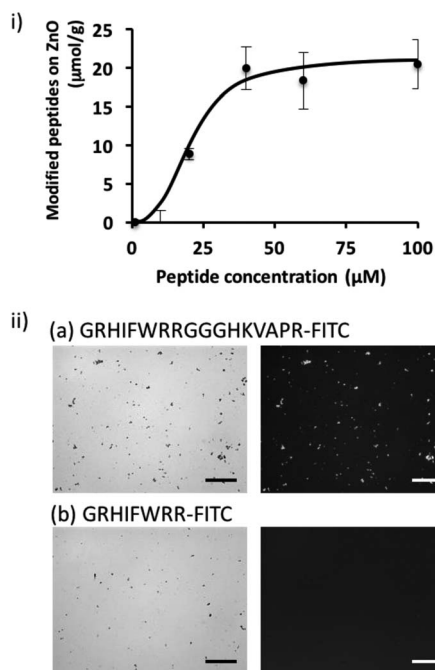 i)
Modified peptides on ZnO
(µmol/g)
25
20
15
10
5
0
0
25
50
75
100
Peptide concentration (µM)
ii)
(a) GRHIFWRRGGGHKVAPR-FITC
(b) GRHIFWRR-FITC